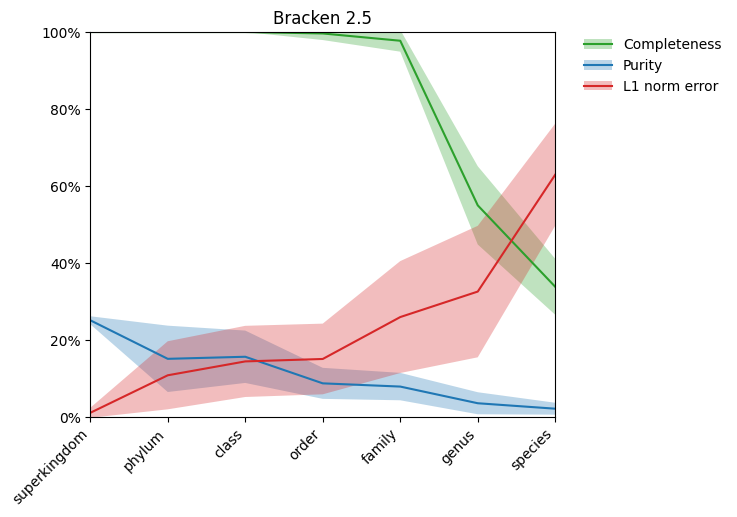 Bracken 2.5
100%
80%
60%
40%
20%
0%
superkingdom
phylum
class
order
family
genus
species
Completeness
Purity
L1 norm error